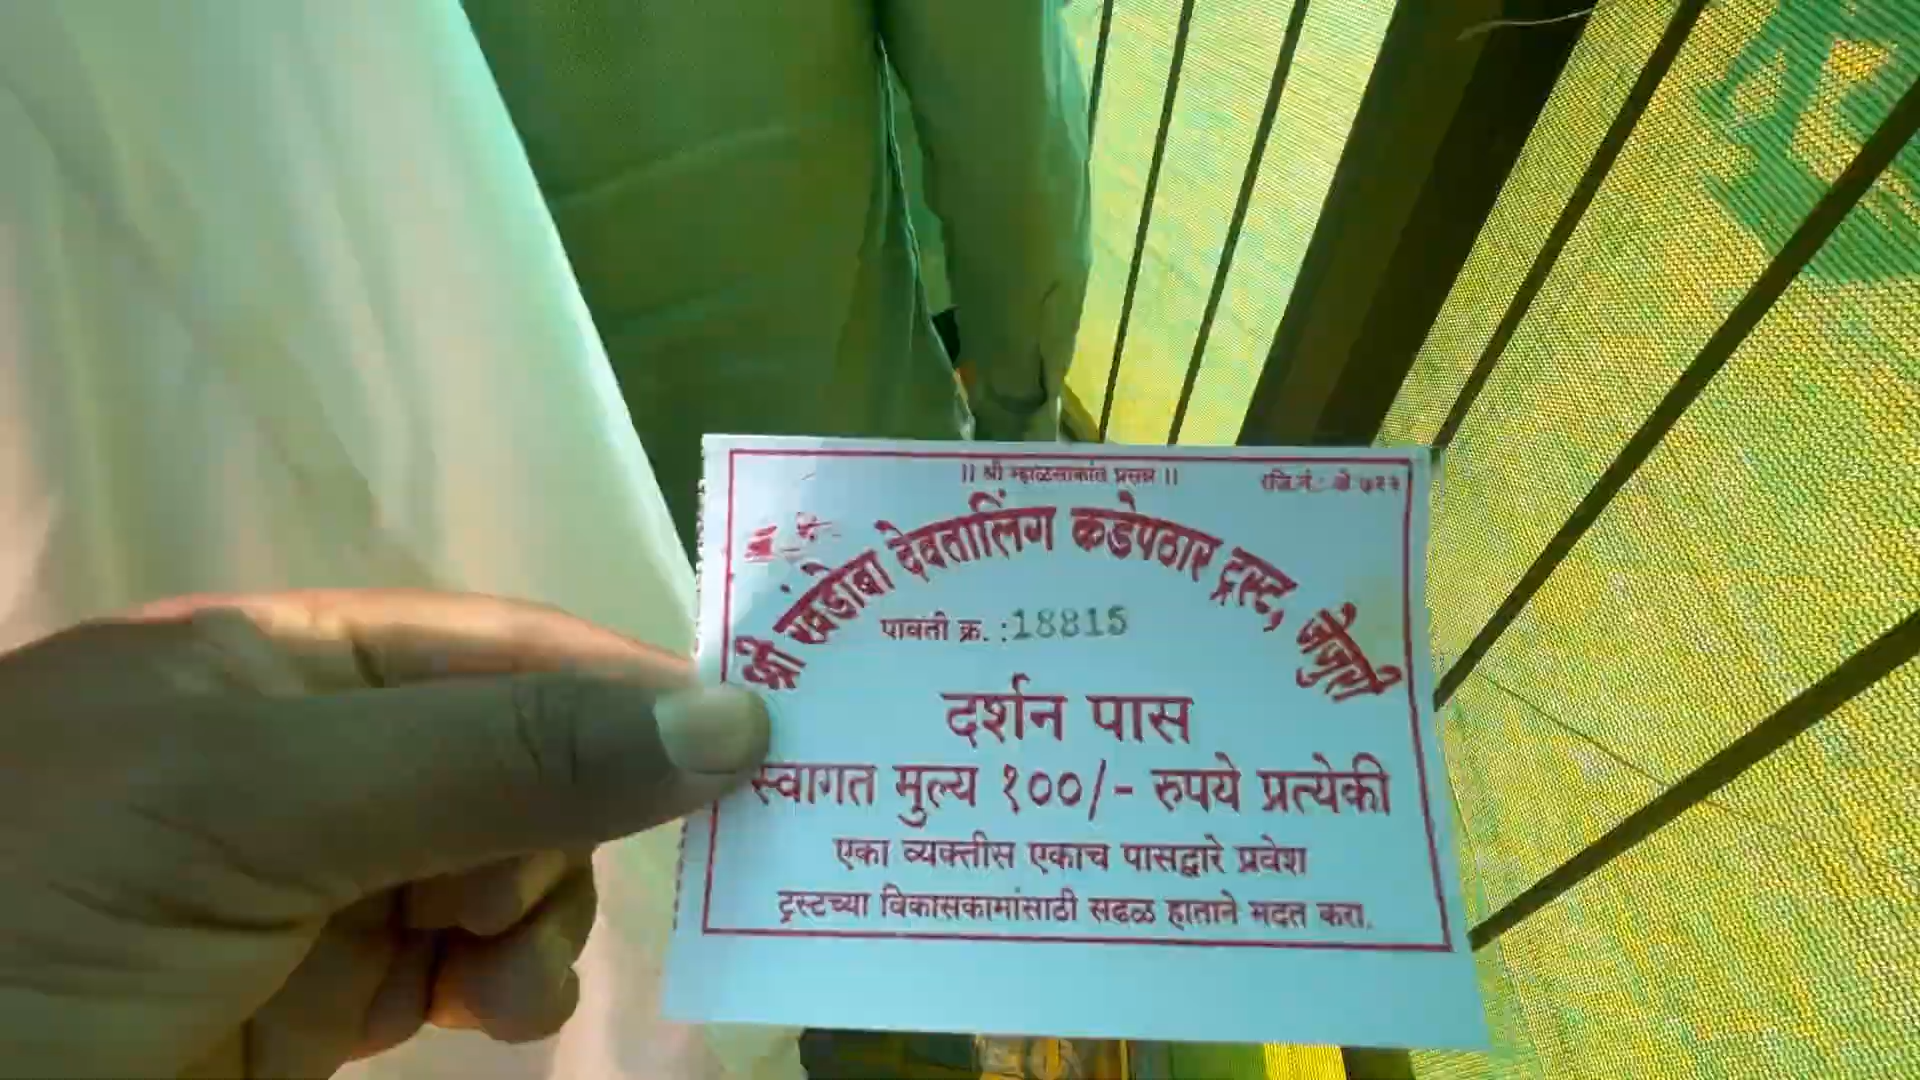 || श्री म्हाळसाकांत प्रसन्न ||
रजि.नं.:
श्री खंडोबा देवतालिंग कडेपठार ट्रस्ट, जेजुरी
पावती क्र. :18815
दर्शन पास
स्वागत मुल्य १००/- रुपये प्रत्येकी
एका व्यक्तीस एकाच पासद्वारे प्रवेश
ट्रस्टच्या विकासकामांसाठी सढळ हाताने मदत करा.